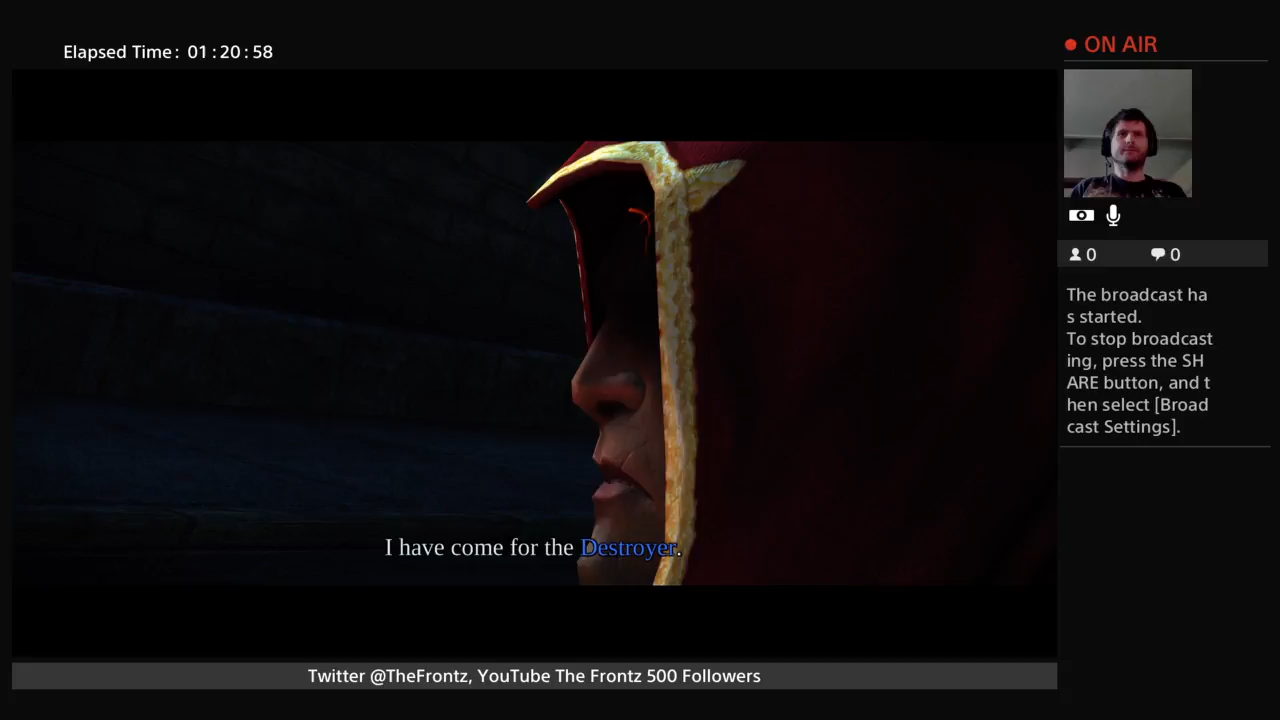 Elapsed Time: 01:20:58
ON AIR
0
0
The broadcast ha
s started.
To stop broadcast
ing, press the SH
ARE button, and t
hen select [Broad
cast Settings].
I have come for the Destroyer.
Twitter @TheFrontz, YouTube The Frontz 500 Followers